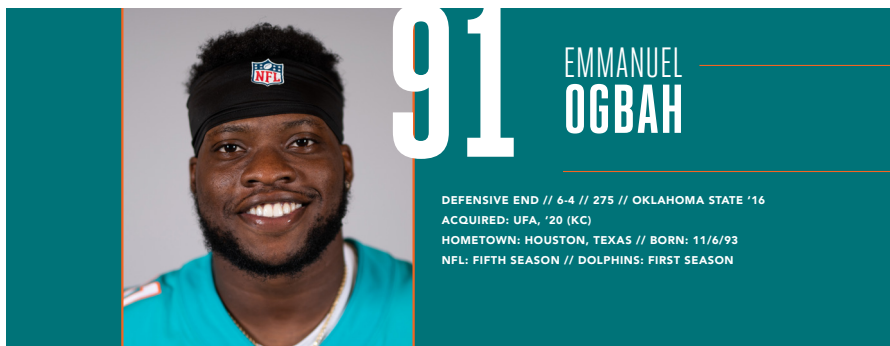 NFL
91
EMMANUEL
OGBAH
DEFENSIVE END // 6-4 // 275 // OKLAHOMA STATE ’16
ACQUIRED: UFA, ’20 (KC)
HOMETOWN: HOUSTON, TEXAS // BORN: 11/6/93
NFL: FIFTH SEASON // DOLPHINS: FIRST SEASON